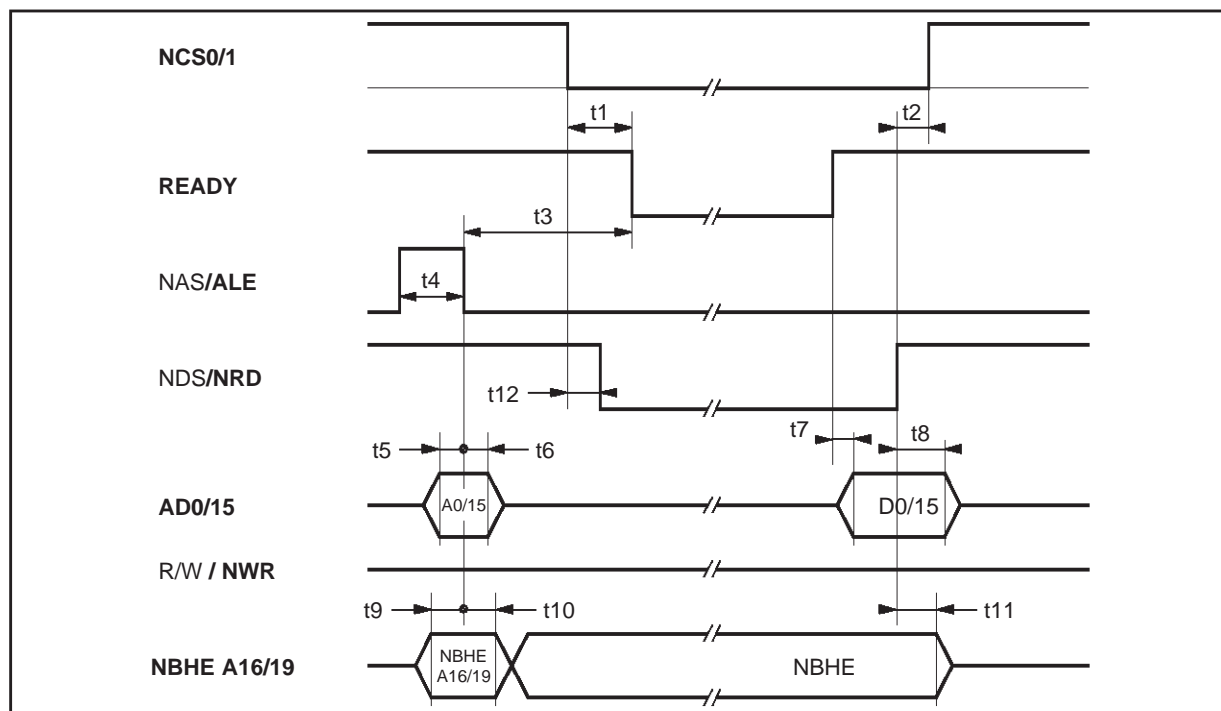 NCS0/1
t1
t2
READY
t3
NAS/ALE
t4
NDS/NRD
t12
t7
t8
t5
t6
AD0/15
A0/15
D0/15
R/W / NWR
t9
t10
t11
NBHE A16/19
NBHE
A16/19
NBHE